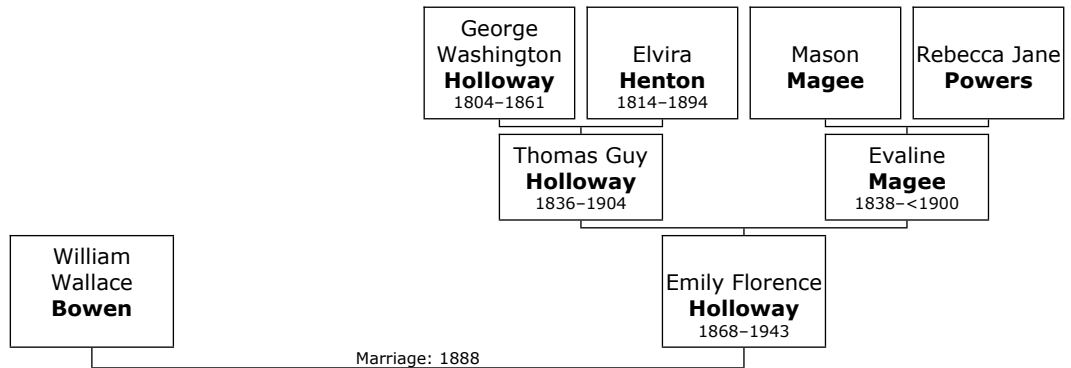 George
Washington
Holloway
1804–1861
Elvira
Henton
1814–1894
Mason
Magee
Rebecca Jane
Powers
Thomas Guy
Holloway
1836–1904
Evaline
Magee
1838–<1900
William
Wallace
Bowen
Emily Florence
Holloway
1868–1943
Marriage: 1888